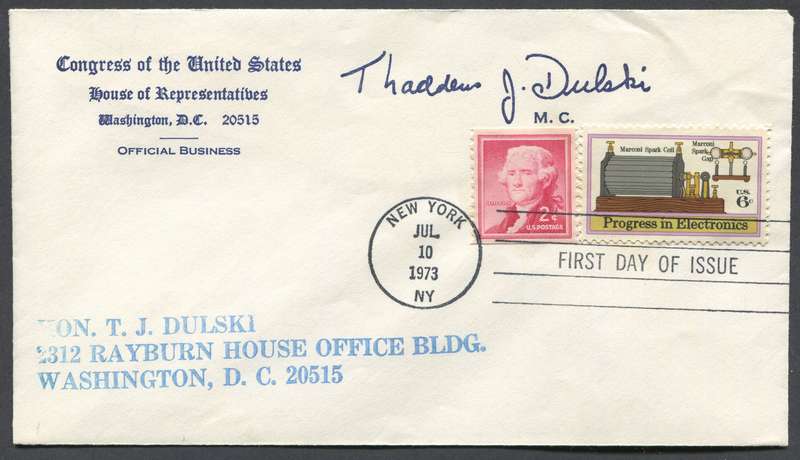 Congress of the United States
House of Representatives
Washington, D.C. 20515
OFFICIAL BUSINESS
Thaddeus J. Dulski
M. C.
Marconi Spark Coil
Marconi
Spark
Gap
U.S.
6c
Progress in Electronics
2¢
U.S. POSTAGE
NEW YORK
JUL
10
1973
NY
FIRST DAY OF ISSUE
HON. T. J. DULSKI
2312 RAYBURN HOUSE OFFICE BLDG.
WASHINGTON, D. C. 20515